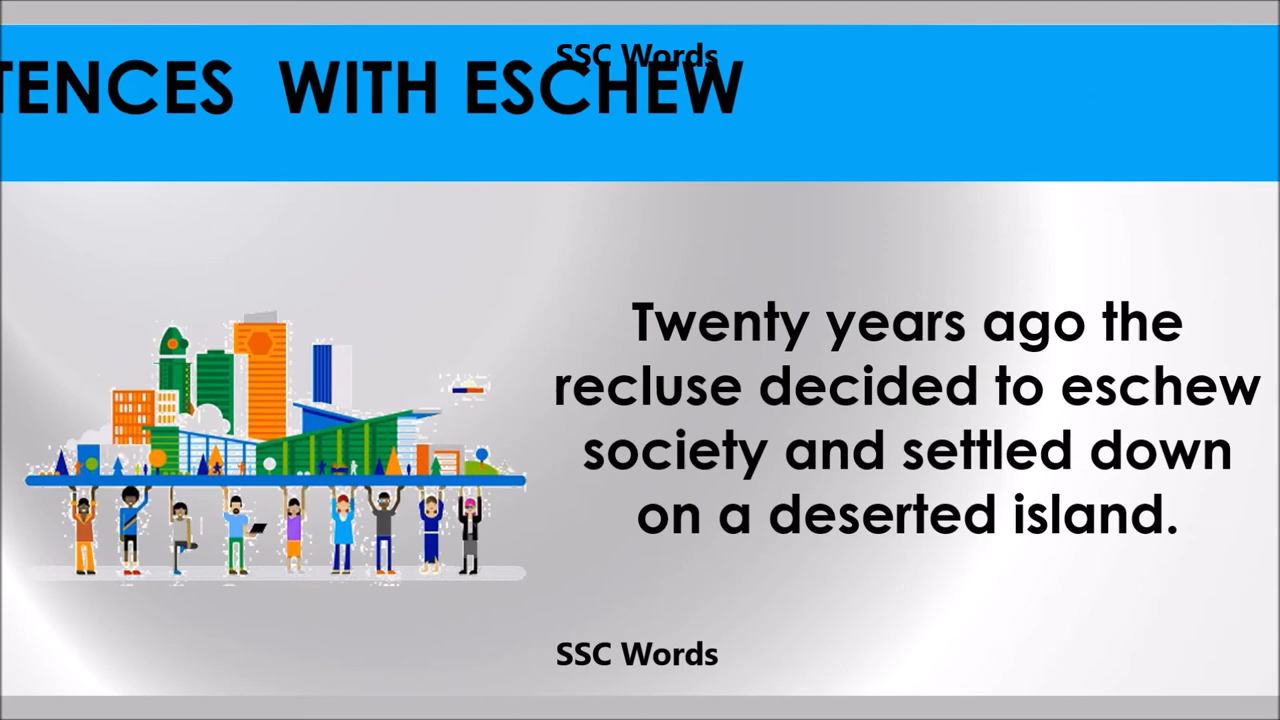 SSC Words
TENCES WITH ESCHEW
Twenty years ago the
recluse decided to eschew
society and settled down
on a deserted island.
SSC Words